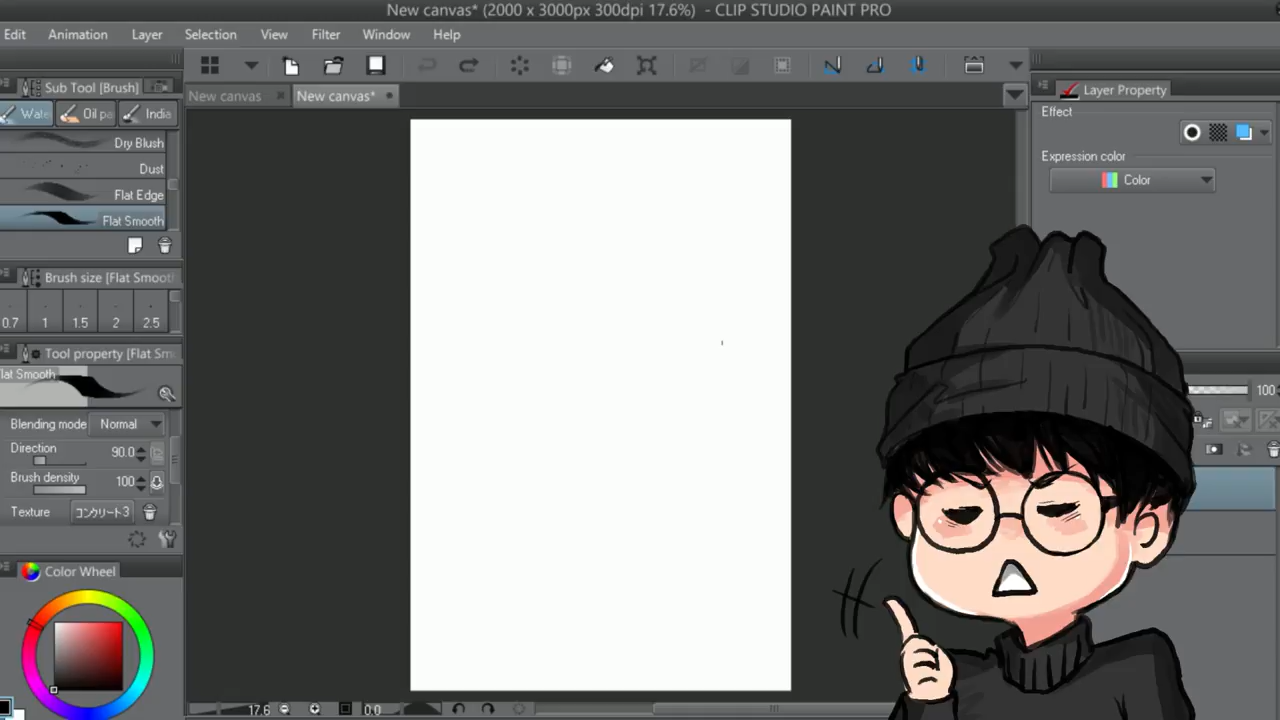 New canvas* (2000 x 3000px 300dpi 17.6%) - CLIP STUDIO PAINT PRO
Edit Animation Layer Selection View Filter Window Help
Sub Tool [Brush]
Oil pa India
Dry Blush
Dust
Flat Edge
Flat Smooth
Brush size [Flat Smoot
0.7 1 1.5 2 2.5
Tool property [Flat Sm
lat Smooth
Blending mode Normal
Direction 90.0
Brush density 100
Texture コンクリート3
Color Wheel
New canvas New canvas*
17.6 0.0
Layer Property
Effect
Expression color
Color
100